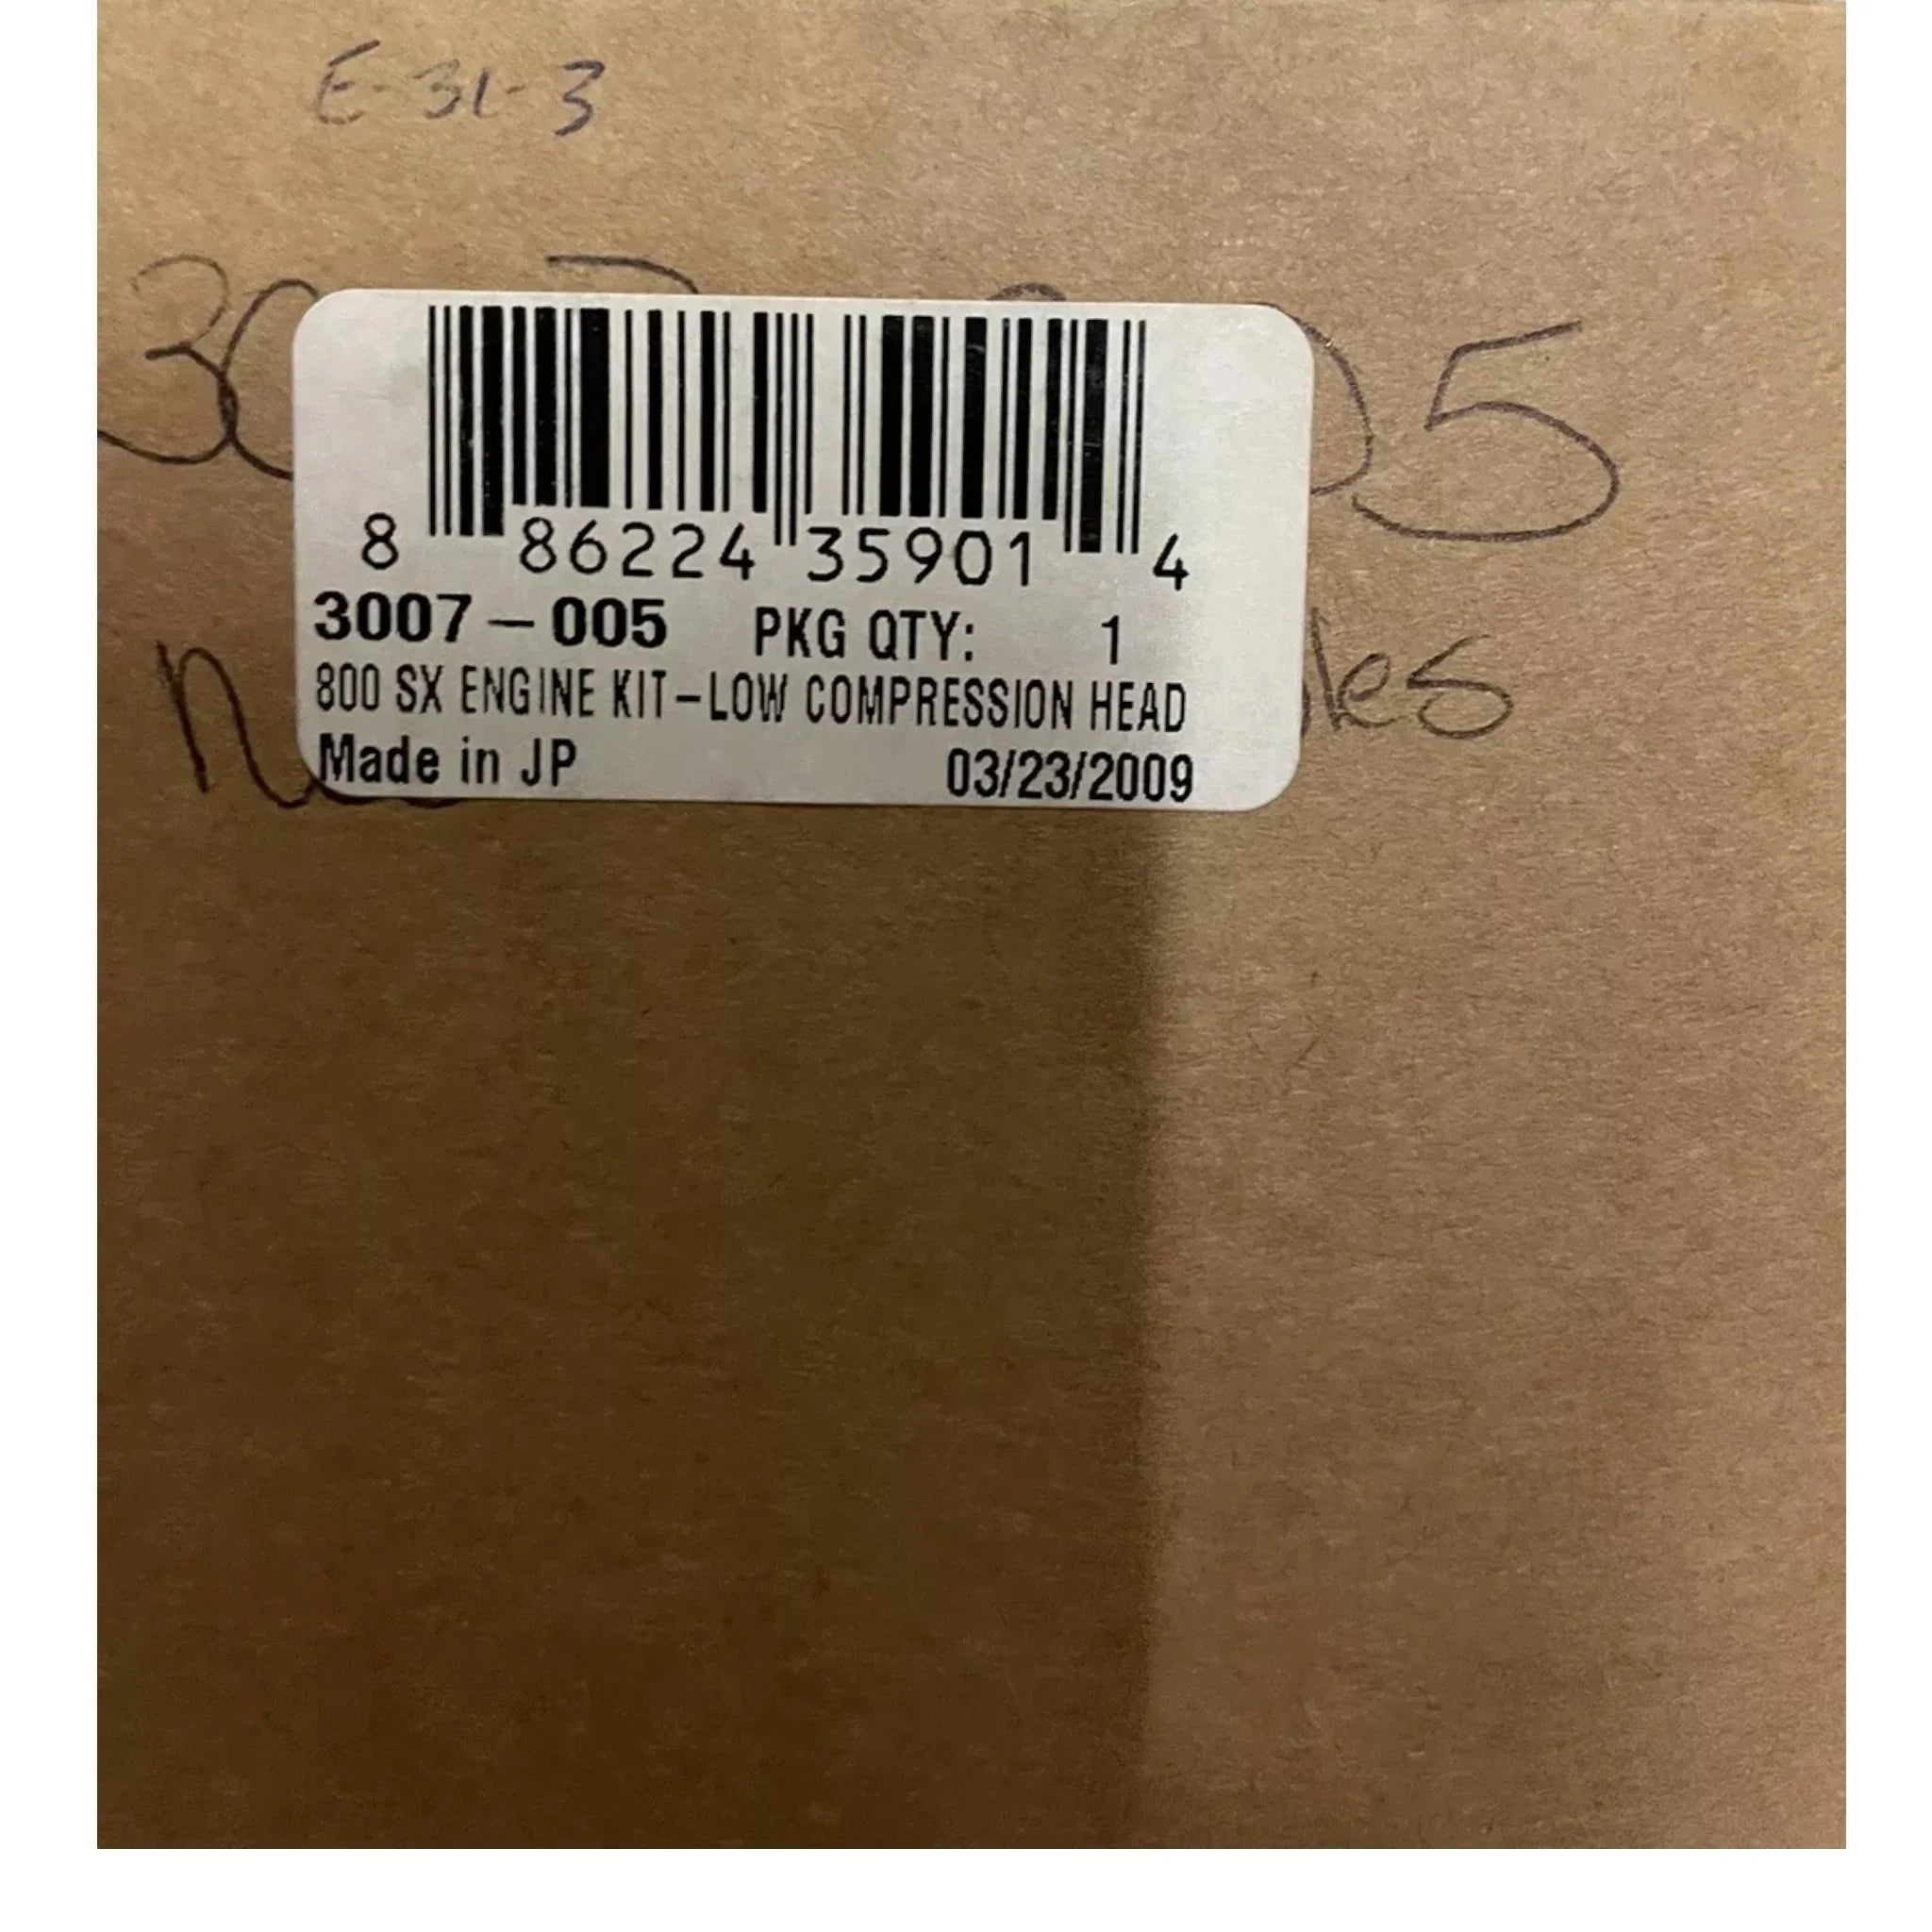 E-31-3
8 86224 35901 4
3007-005 PKG QTY: 1
800 SX ENGINE KIT-LOW COMPRESSION HEAD
Made in JP 03/23/2009